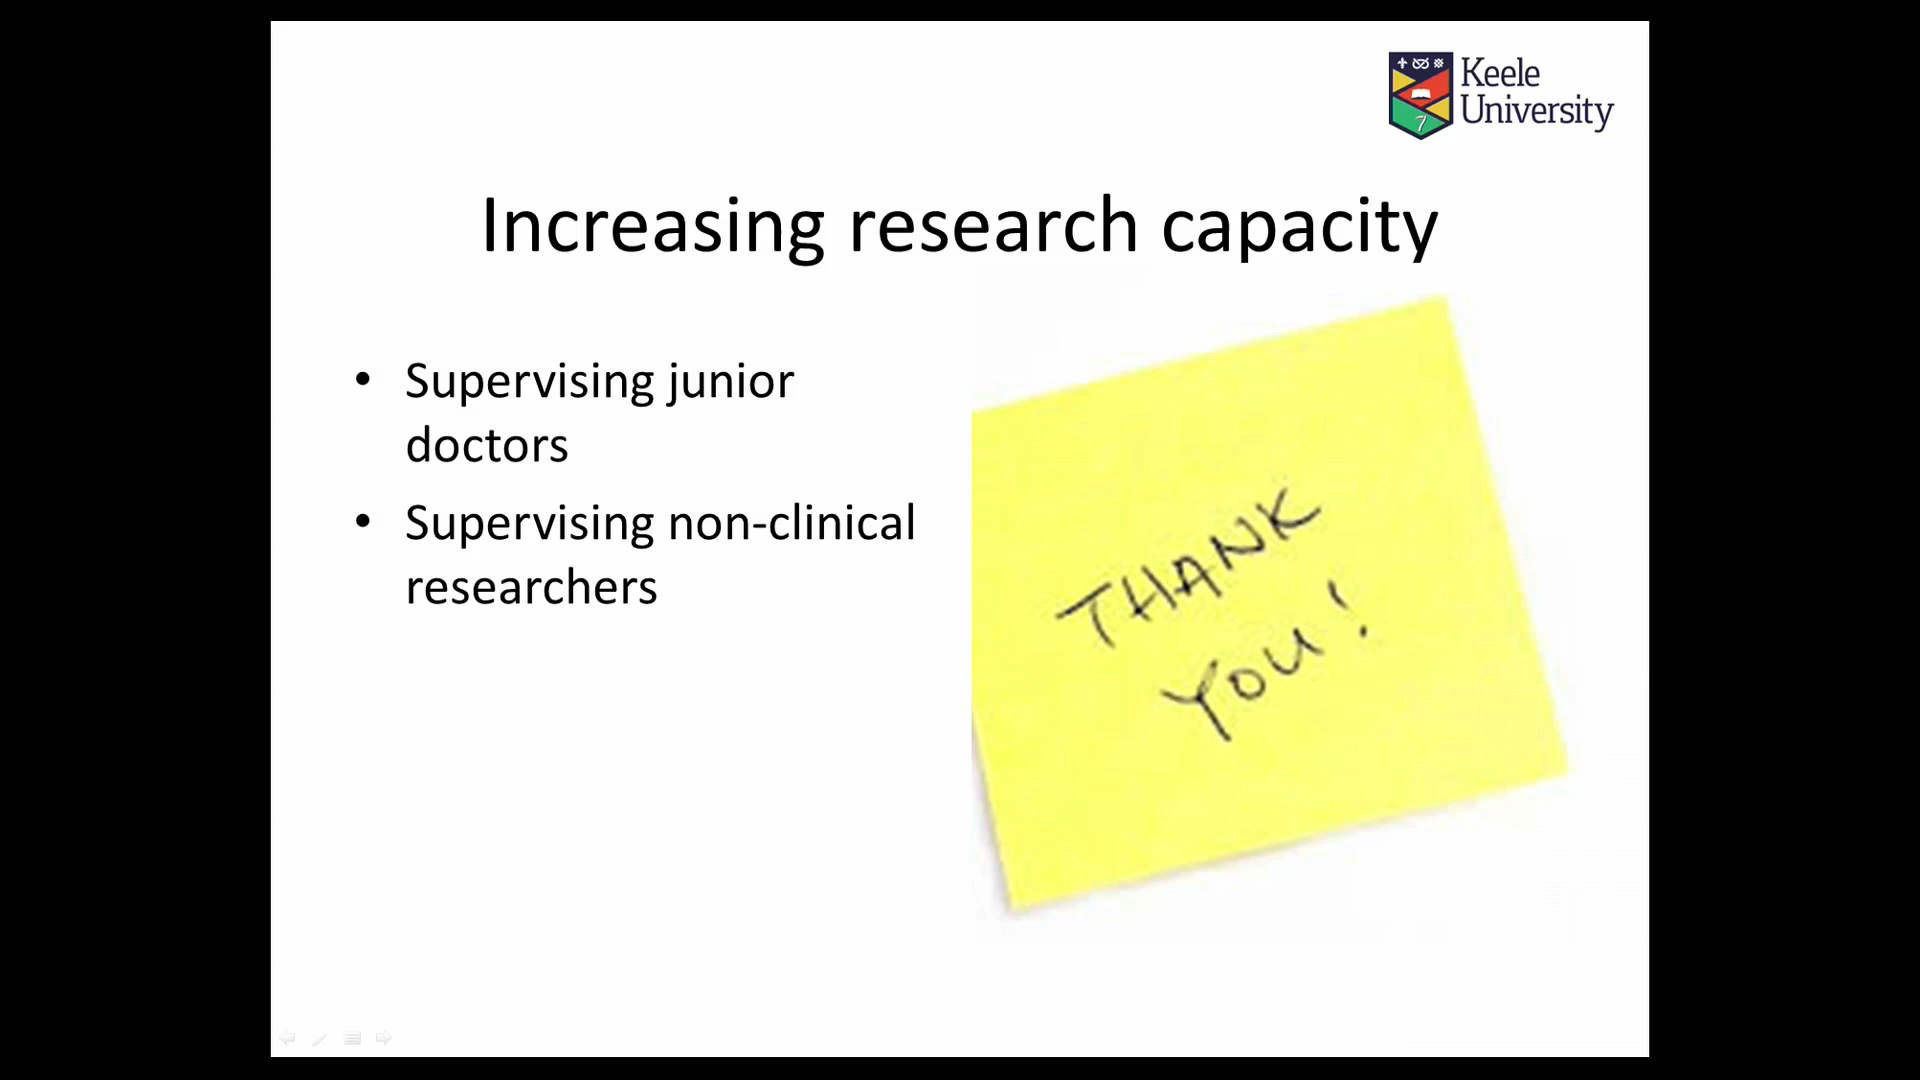 Keele
University
Increasing research capacity
• Supervising junior
doctors
• Supervising non-clinical
researchers
THANK
YOU!